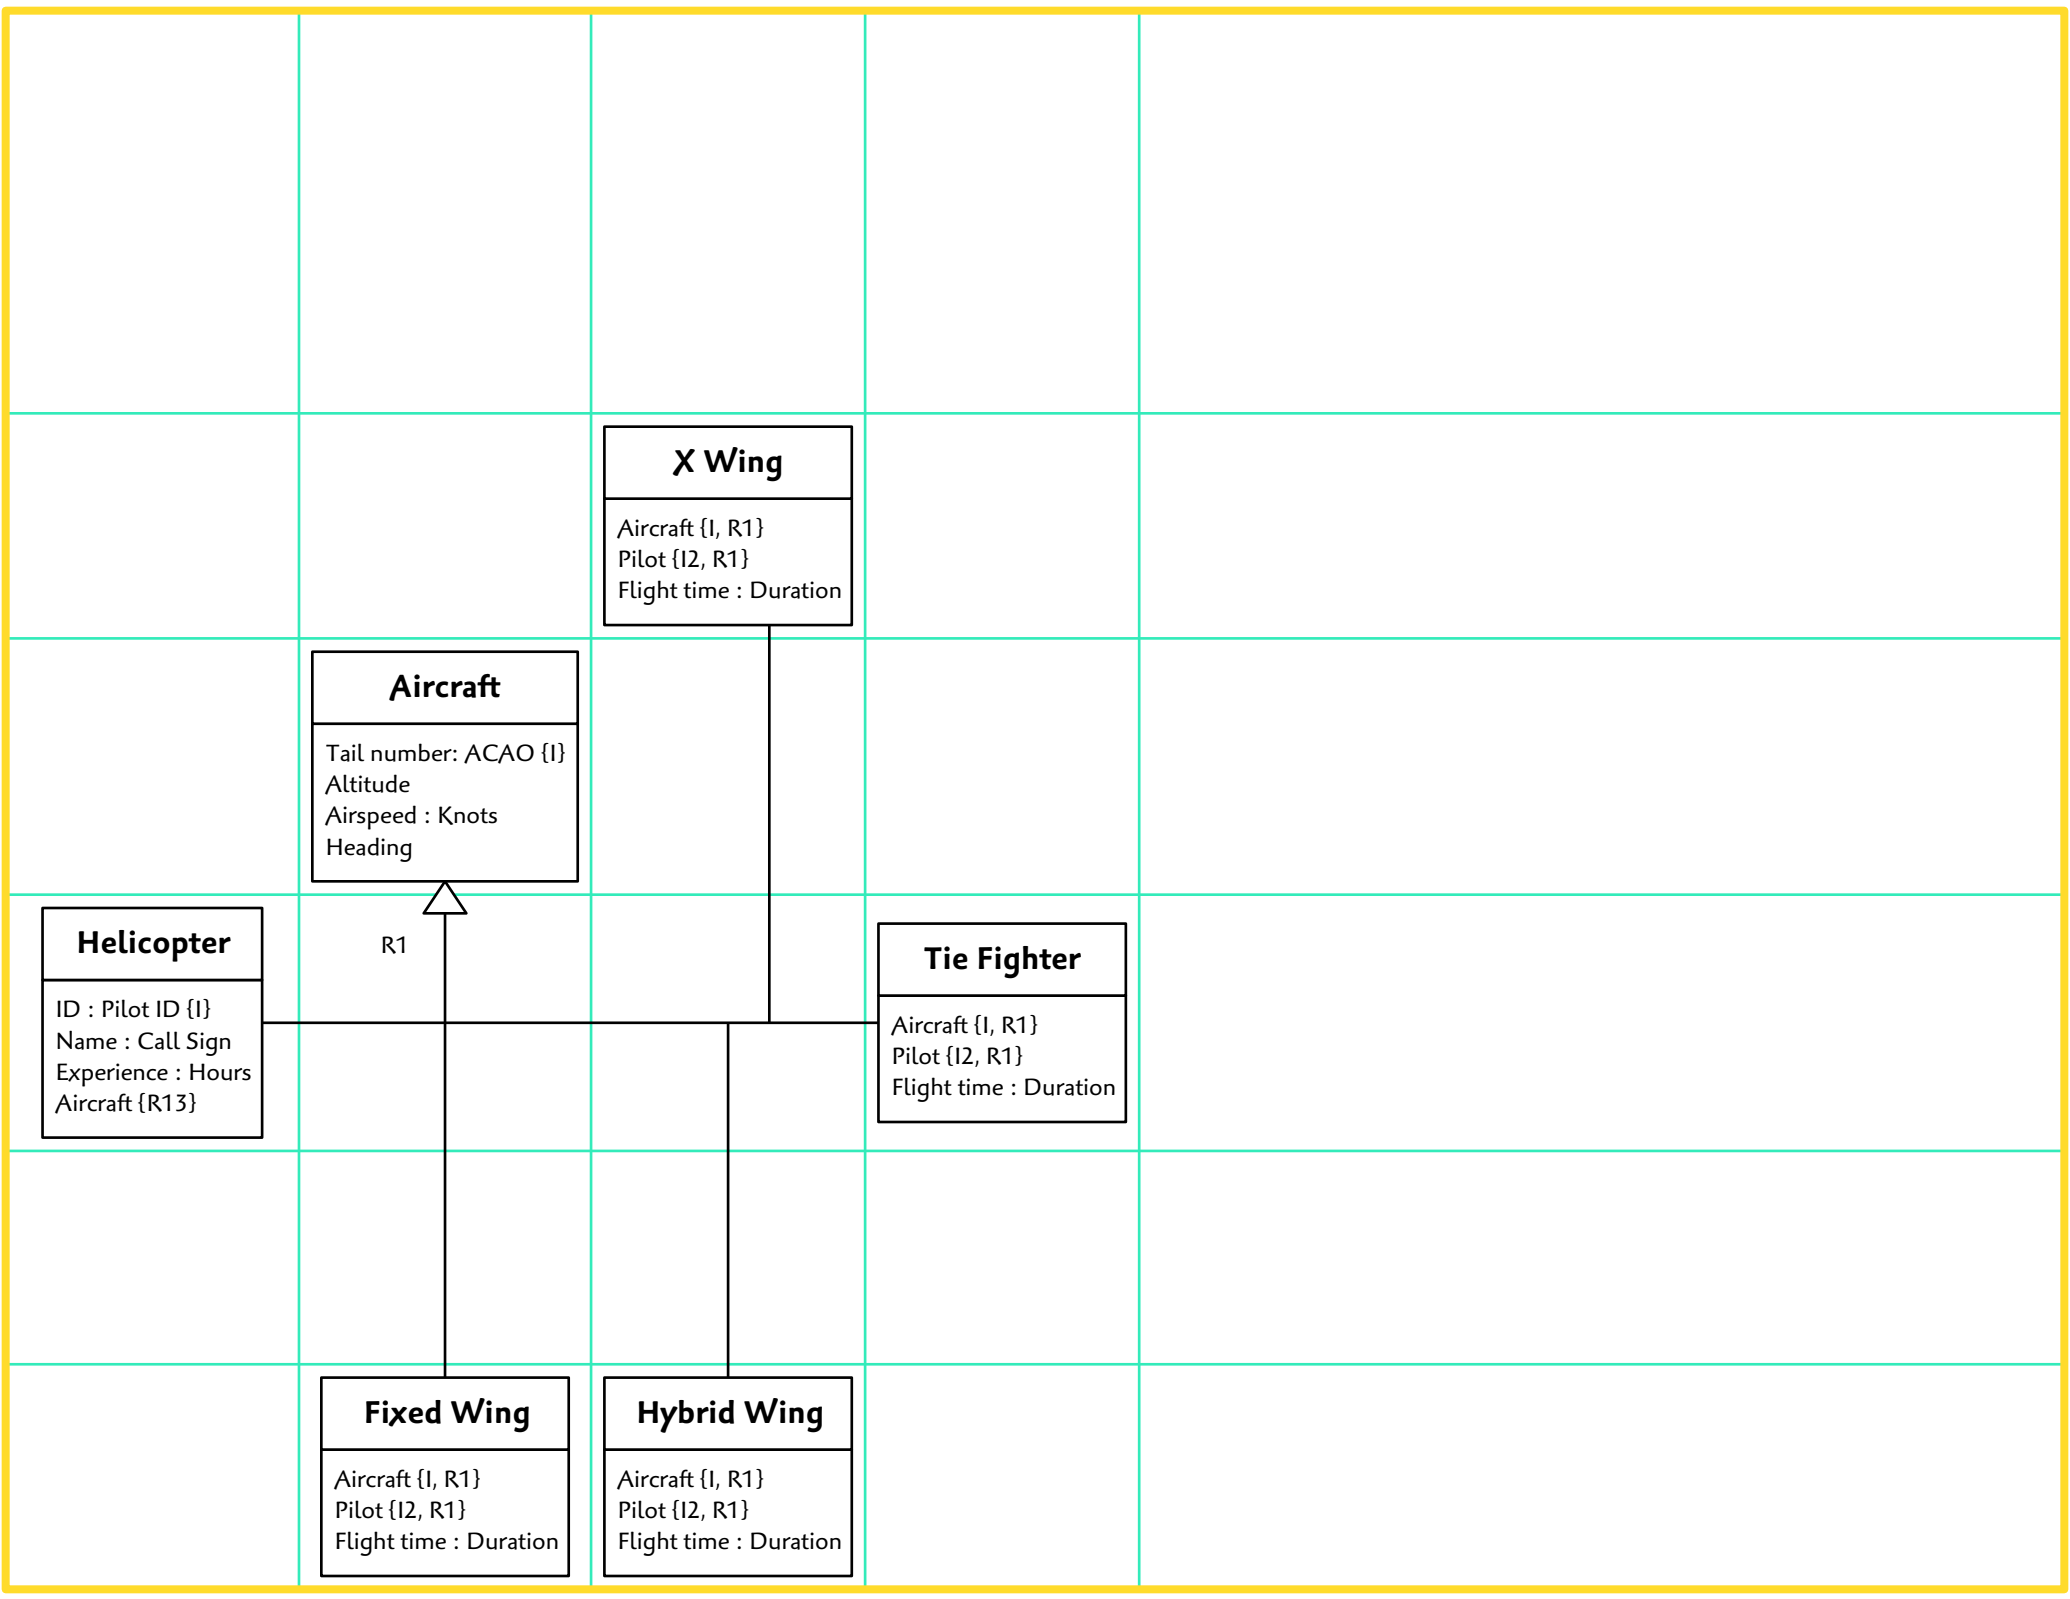 X Wing
Aircraft {I, R1}
Pilot {I2, R1}
Flight time : Duration
Aircraft
Tail number: ACAO {I}
Altitude
Airspeed : Knots
Heading
R1
Helicopter
ID : Pilot ID {I}
Name : Call Sign
Experience : Hours
Aircraft {R13}
Tie Fighter
Aircraft {I, R1}
Pilot {I2, R1}
Flight time : Duration
Fixed Wing
Aircraft {I, R1}
Pilot {I2, R1}
Flight time : Duration
Hybrid Wing
Aircraft {I, R1}
Pilot {I2, R1}
Flight time : Duration